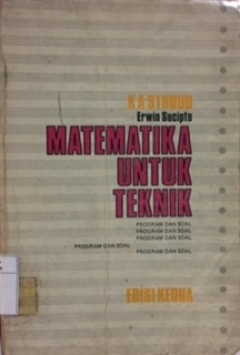 K A STROUD
Erwin Sucipto
MATEMATIKA
UNTUK
TEKNIK
PROGRAM DAN SOAL
PROGRAM DAN SOAL
PROGRAM DAN SOAL
PROGRAM DAN SOAL
PROGRAM DAN SOAL
EDISI KEDUA